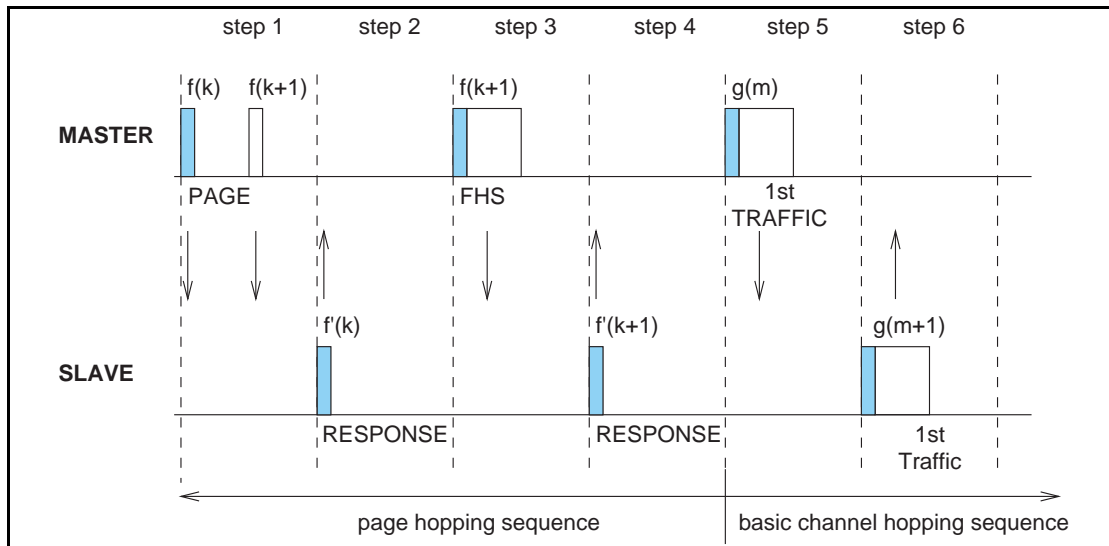 step 1 step 2 step 3 step 4 step 5 step 6
f(k) f(k+1) f(k+1) g(m)
MASTER
PAGE FHS 1st
TRAFFIC
f'(k) f'(k+1) g(m+1)
SLAVE
RESPONSE RESPONSE 1st
Traffic
page hopping sequence basic channel hopping sequence